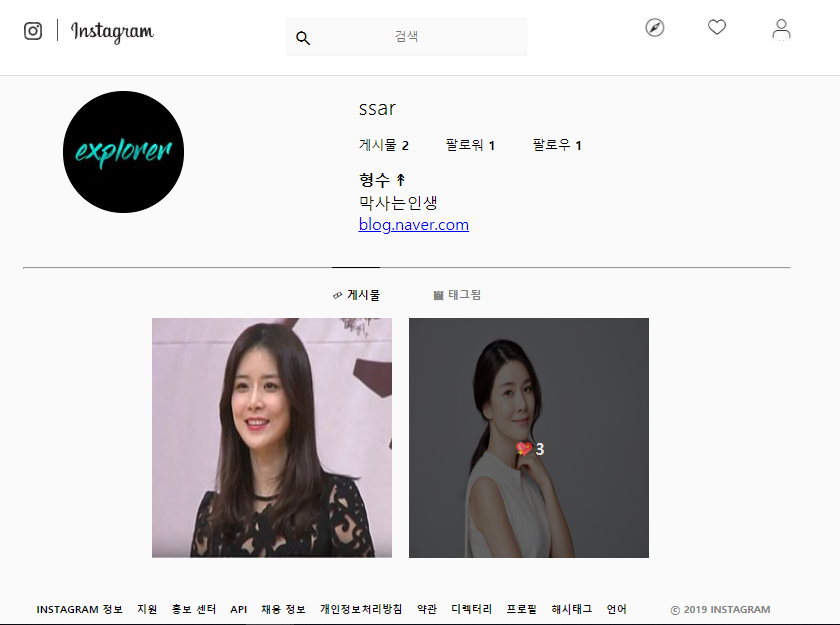 Instagram
검색
explorer
ssar
게시물 2 팔로워 1 팔로우 1
형수 ↟
막사는인생
blog.naver.com
게시물 태그됨
3
INSTAGRAM 정보 지원 홍보 센터 API 채용 정보 개인정보처리방침 약관 디렉터리 프로필 해시태그 언어 © 2019 INSTAGRAM